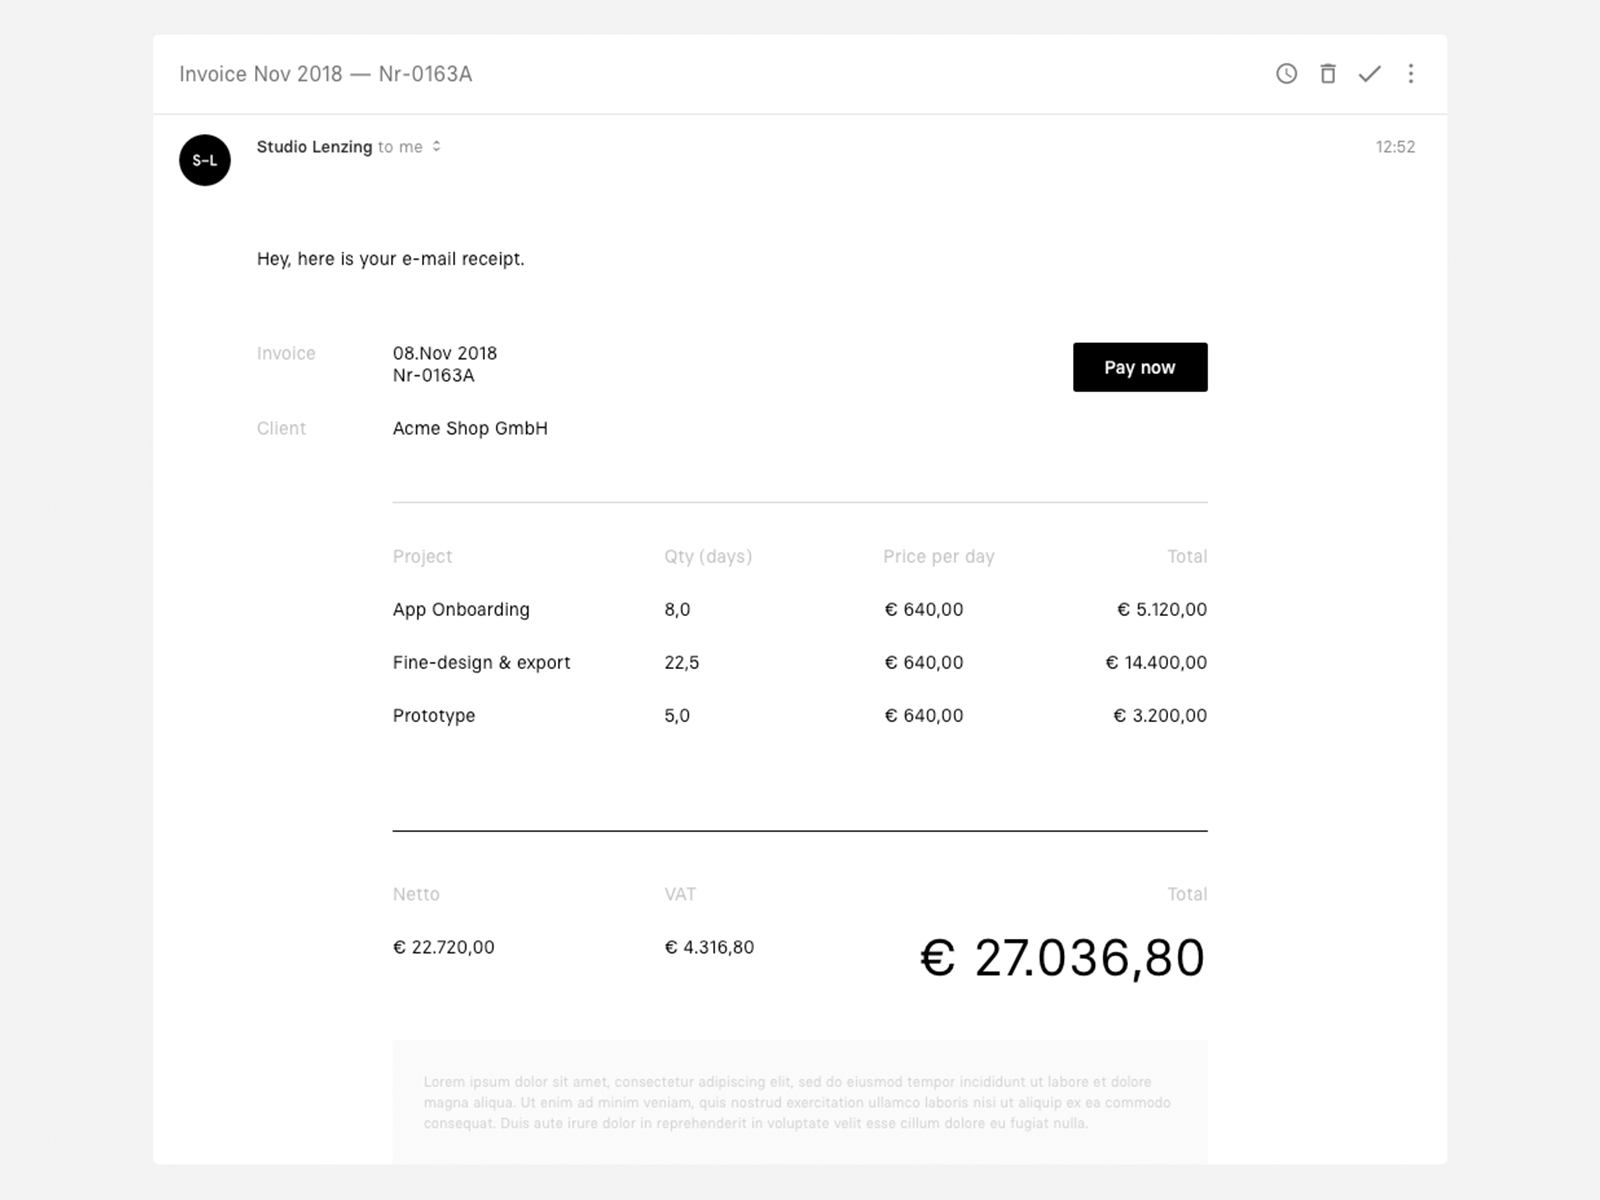 Invoice Nov 2018 — Nr-0163A
S-L
Studio Lenzing to me
12:52
Hey, here is your e-mail receipt.
Invoice 08.Nov 2018
Nr-0163A
Pay now
Client Acme Shop GmbH
Project Qty (days) Price per day Total
App Onboarding 8,0 € 640,00 € 5.120,00
Fine-design & export 22,5 € 640,00 € 14.400,00
Prototype 5,0 € 640,00 € 3.200,00
Netto VAT Total
€ 22.720,00 € 4.316,80 € 27.036,80
Lorem ipsum dolor sit amet, consectetur adipiscing elit, sed do eiusmod tempor incididunt ut labore et dolore
magna aliqua. Ut enim ad minim veniam, quis nostrud exercitation ullamco laboris nisi ut aliquip ex ea commodo
consequat. Duis aute irure dolor in reprehenderit in voluptate velit esse cillum dolore eu fugiat nulla.